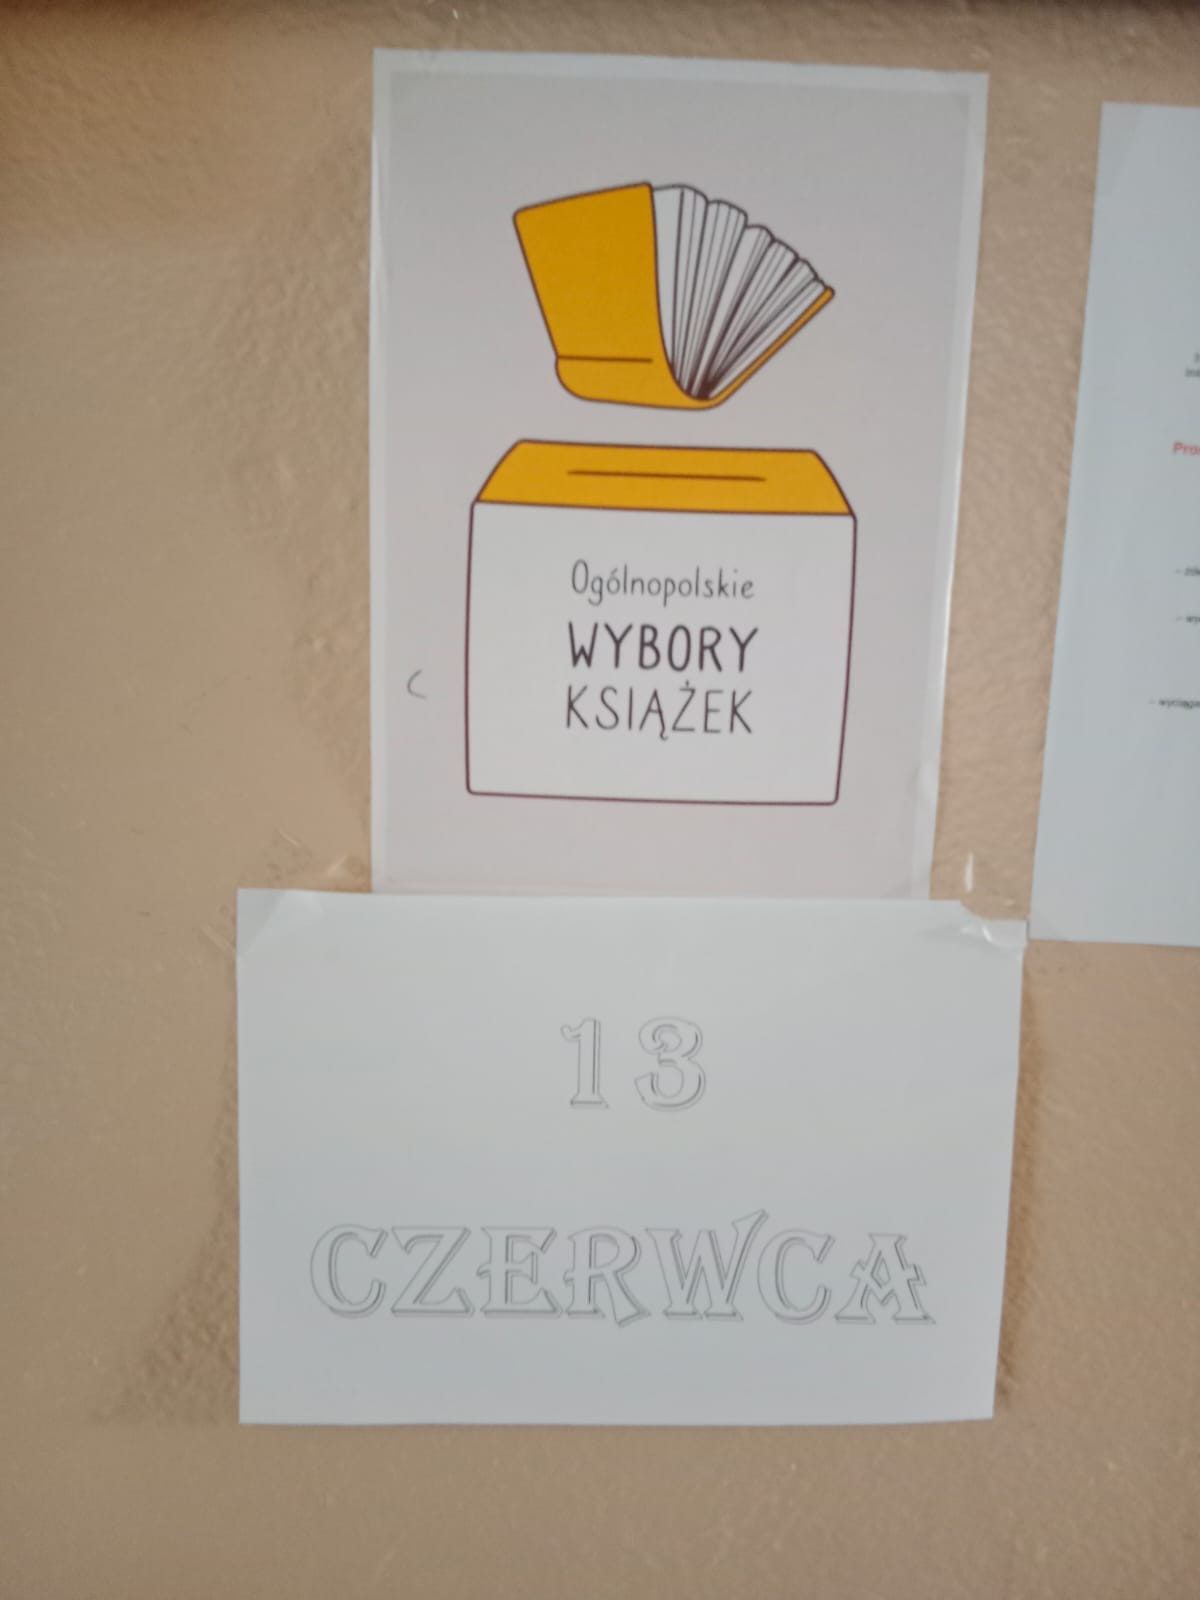 Ogólnopolskie
WYBORY
KSIĄŻEK
13
CZERWCA